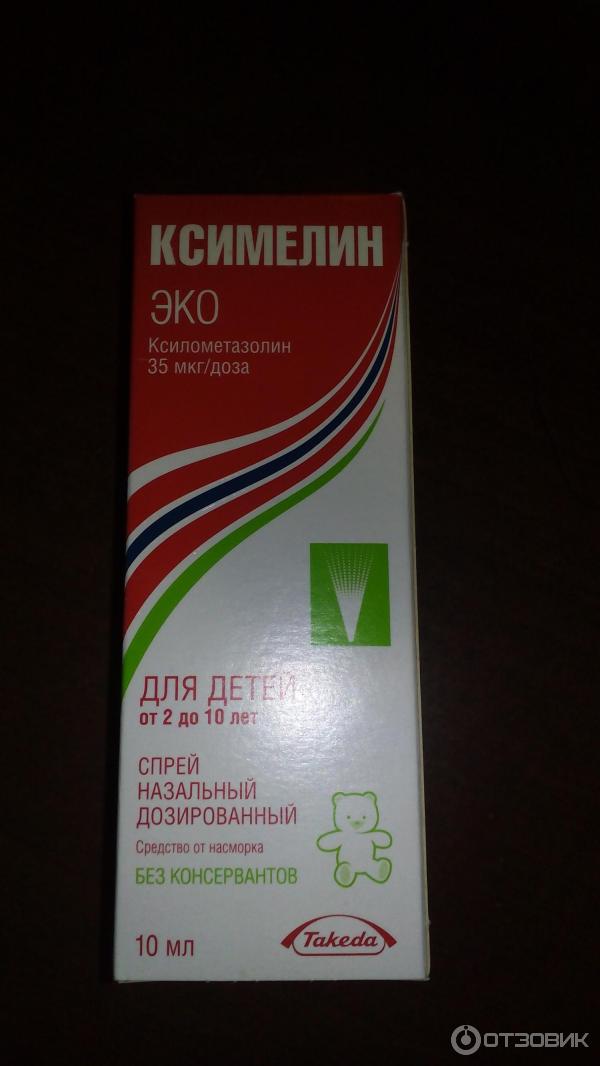 КСИМЕЛИН
ЭКО
Ксилометазолин
35 мкг/доза
ДЛЯ ДЕТЕЙ
от 2 до 10 лет
СПРЕЙ
НАЗАЛЬНЫЙ
ДОЗИРОВАННЫЙ
Средство от насморка
БЕЗ КОНСЕРВАНТОВ
10 мл
Takeda
ОТЗОВИК